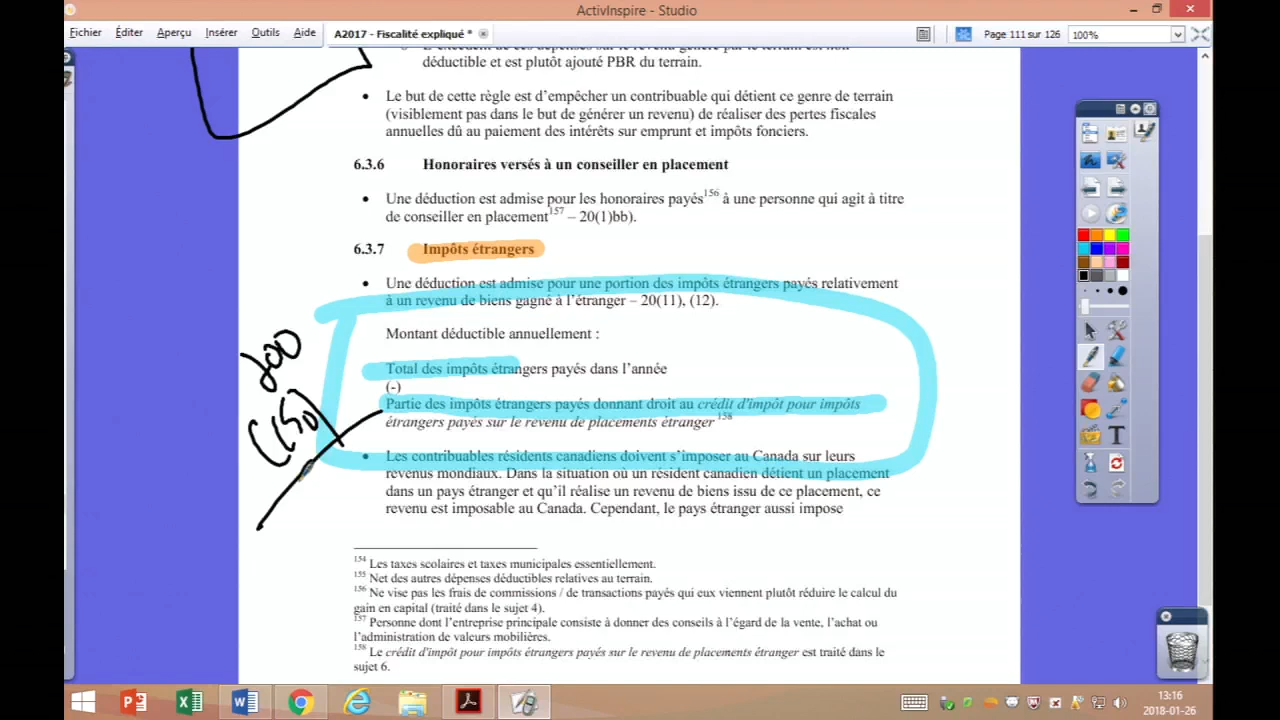 ActivInspire - Studio
Fichier Éditer Aperçu Insérer Outils Aide A2017 - Fiscalité expliqué * Page 111 sur 126 100%
déductible et est plutôt ajouté PBR du terrain.
• Le but de cette règle est d’empêcher un contribuable qui détient ce genre de terrain
(visiblement pas dans le but de générer un revenu) de réaliser des pertes fiscales
annuelles dû au paiement des intérêts sur emprunt et impôts fonciers.
6.3.6 Honoraires versés à un conseiller en placement
• Une déduction est admise pour les honoraires payés156 à une personne qui agit à titre
de conseiller en placement157 – 20(1)bb).
6.3.7 Impôts étrangers
• Une déduction est admise pour une portion des impôts étrangers payés relativement
à un revenu de biens gagné à l’étranger – 20(11), (12).
Montant déductible annuellement :
Total des impôts étrangers payés dans l’année
(-)
Partie des impôts étrangers payés donnant droit au crédit d'impôt pour impôts
étrangers payés sur le revenu de placements étranger 158
200
(150)
• Les contribuables résidents canadiens doivent s’imposer au Canada sur leurs
revenus mondiaux. Dans la situation où un résident canadien détient un placement
dans un pays étranger et qu’il réalise un revenu de biens issu de ce placement, ce
revenu est imposable au Canada. Cependant, le pays étranger aussi impose
154 Les taxes scolaires et taxes municipales essentiellement.
155 Net des autres dépenses déductibles relatives au terrain.
156 Ne vise pas les frais de commissions / de transactions payés qui eux viennent plutôt réduire le calcul du
gain en capital (traité dans le sujet 4).
157 Personne dont l’entreprise principale consiste à donner des conseils à l’égard de la vente, l’achat ou
l’administration de valeurs mobilières.
158 Le crédit d'impôt pour impôts étrangers payés sur le revenu de placements étranger est traité dans le
sujet 6.
13:16
2018-01-26